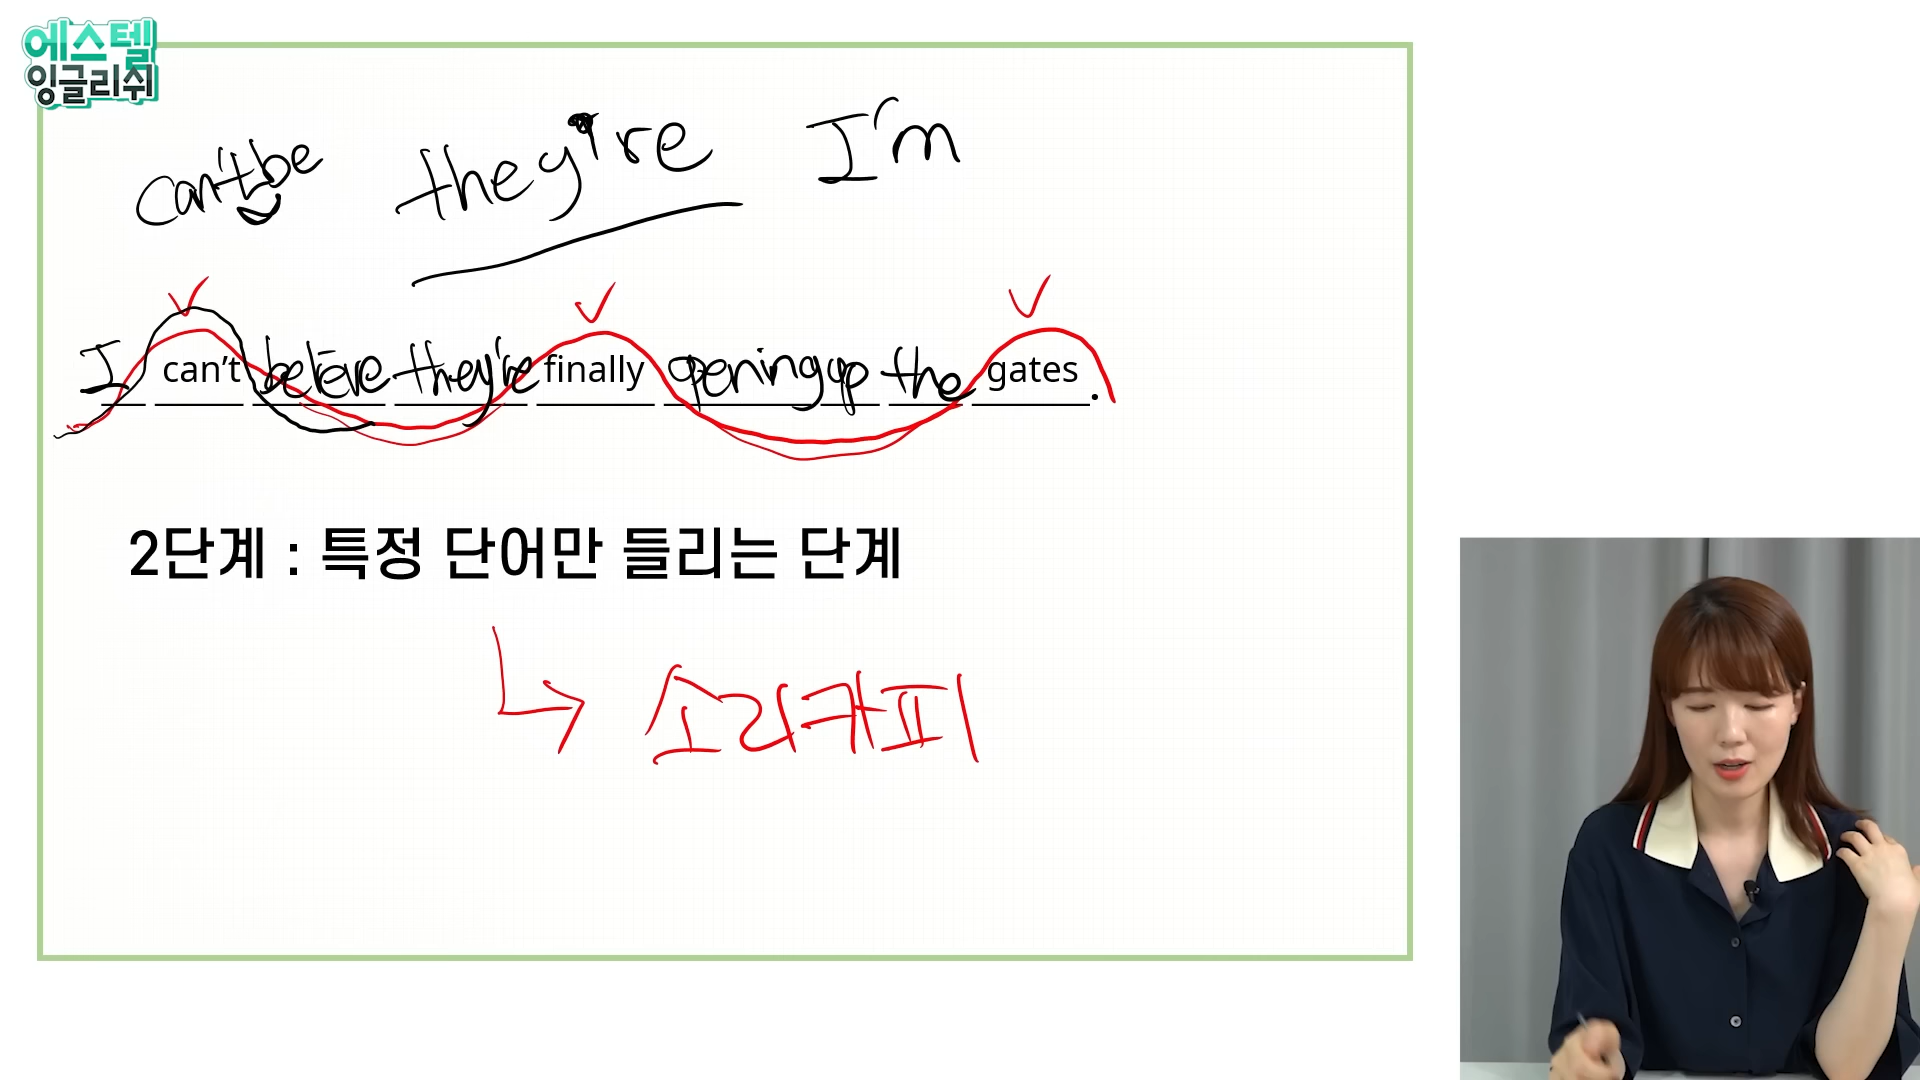 에스텔
잉글리쉬
can't be they're I'm
I can't believe they're finally opening up the gates.
2단계 : 특정 단어만 들리는 단계
소리카피